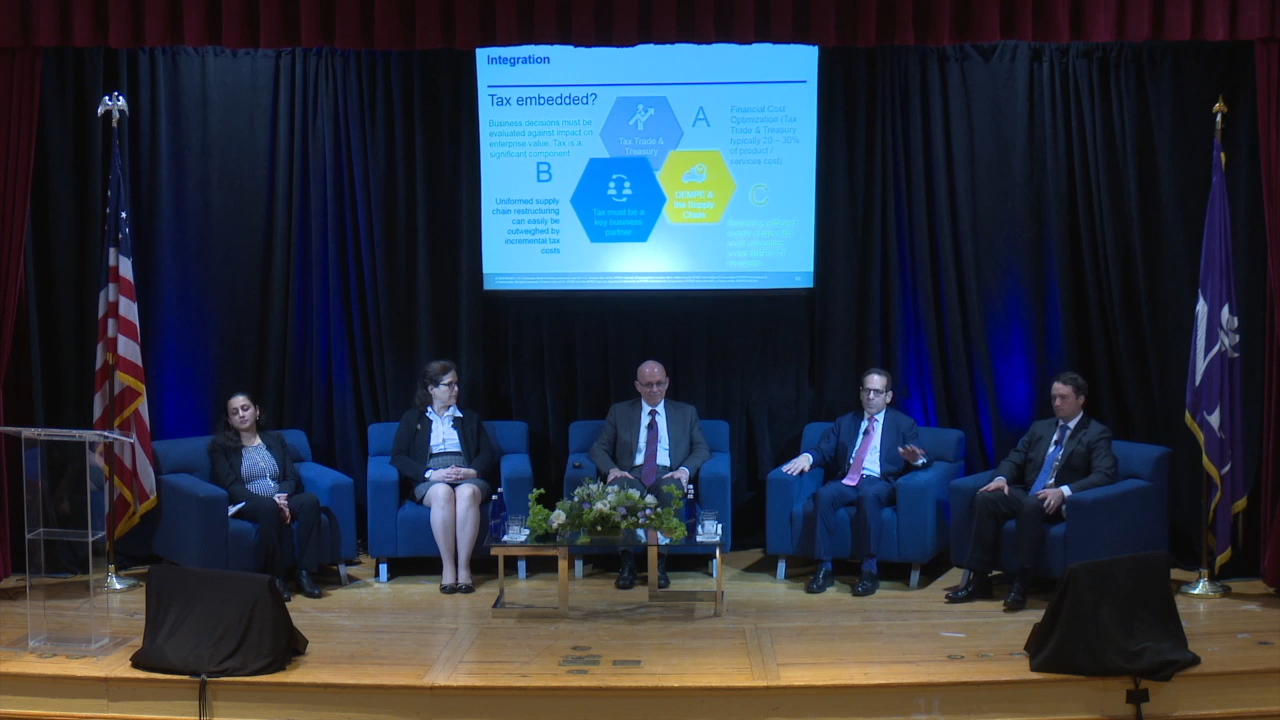 Integration
Tax embedded?
Business decisions must be
evaluated against impact on
enterprise value. Tax is a
significant component
Tax Trade &
Treasury
A
Financial Cost
Optimization (Tax
Trade & Treasury
typically 20 – 30%
of product /
services cost)
B
Uniformed supply
chain restructuring
can easily be
outweighed by
incremental tax
costs
Tax must be a
key business
partner
DEMPE &
the Supply
Chain
C